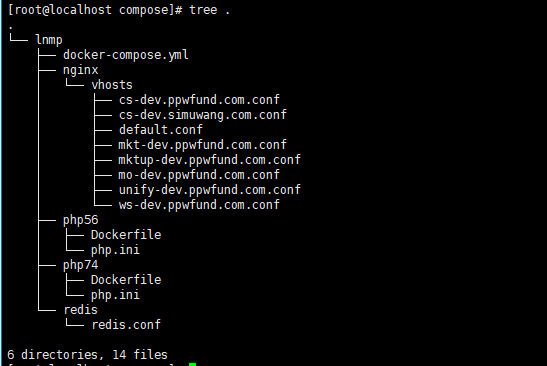 [root@localhost compose]# tree .
.
└── lnmp
    ├── docker-compose.yml
    ├── nginx
    │   └── vhosts
    │       ├── cs-dev.ppwfund.com.conf
    │       ├── cs-dev.simuwang.com.conf
    │       ├── default.conf
    │       ├── mkt-dev.ppwfund.com.conf
    │       ├── mktup-dev.ppwfund.com.conf
    │       ├── mo-dev.ppwfund.com.conf
    │       ├── unify-dev.ppwfund.com.conf
    │       └── ws-dev.ppwfund.com.conf
    ├── php56
    │   ├── Dockerfile
    │   └── php.ini
    ├── php74
    │   ├── Dockerfile
    │   └── php.ini
    └── redis
        └── redis.conf

6 directories, 14 files